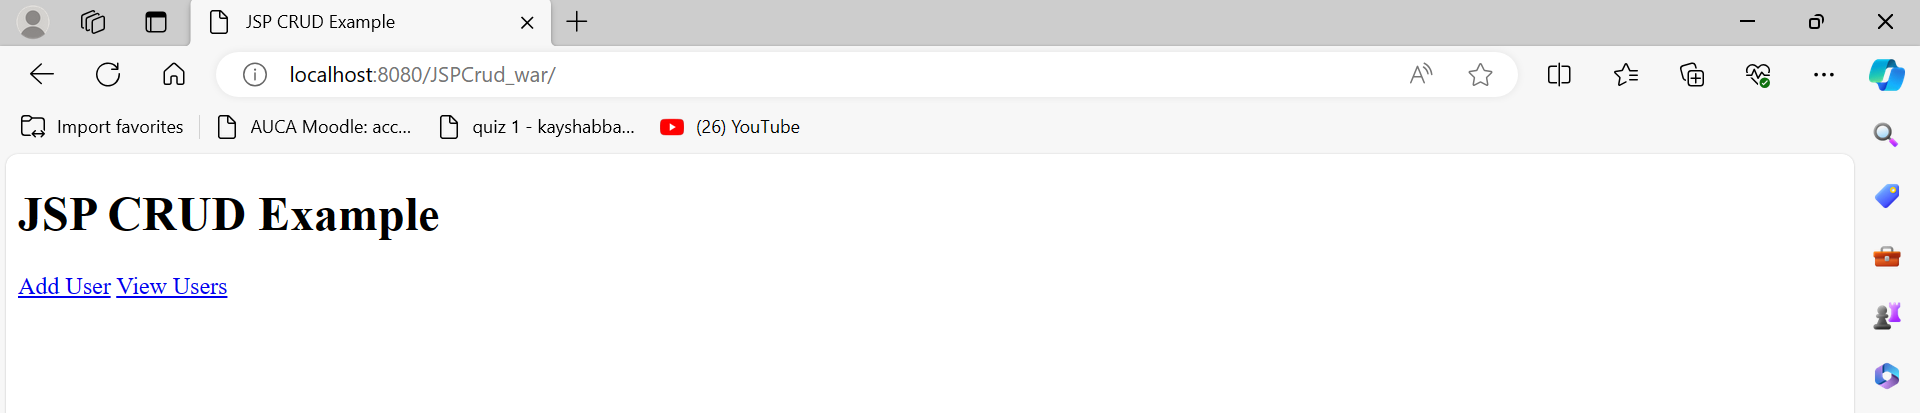 JSP CRUD Example
localhost:8080/JSPCrud_war/
Import favorites AUCA Moodle: acc... quiz 1 - kayshabba... (26) YouTube
JSP CRUD Example
Add User View Users